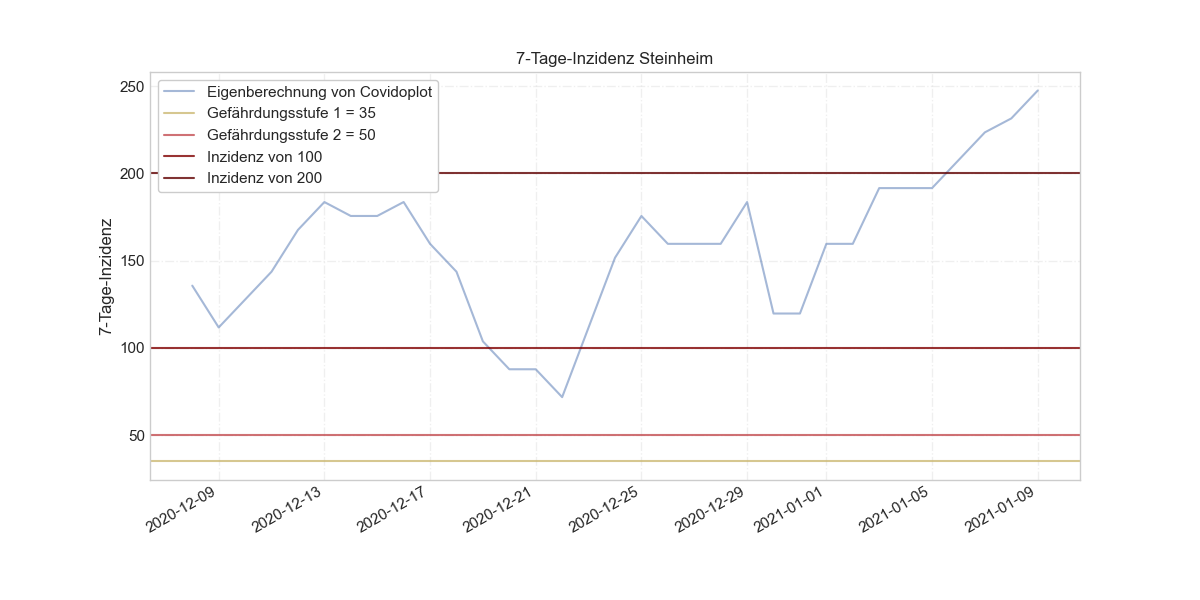 7-Tage-Inzidenz Steinheim
250
200
150
100
50
7-Tage-Inzidenz
Eigenberechnung von Covidoplot
Gefährdungsstufe 1 = 35
Gefährdungsstufe 2 = 50
Inzidenz von 100
Inzidenz von 200
2020-12-09
2020-12-13
2020-12-17
2020-12-21
2020-12-25
2020-12-29
2021-01-01
2021-01-05
2021-01-09